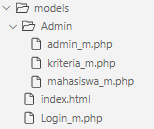 models
Admin
admin_m.php
kriteria_m.php
mahasiswa_m.php
index.html
Login_m.php